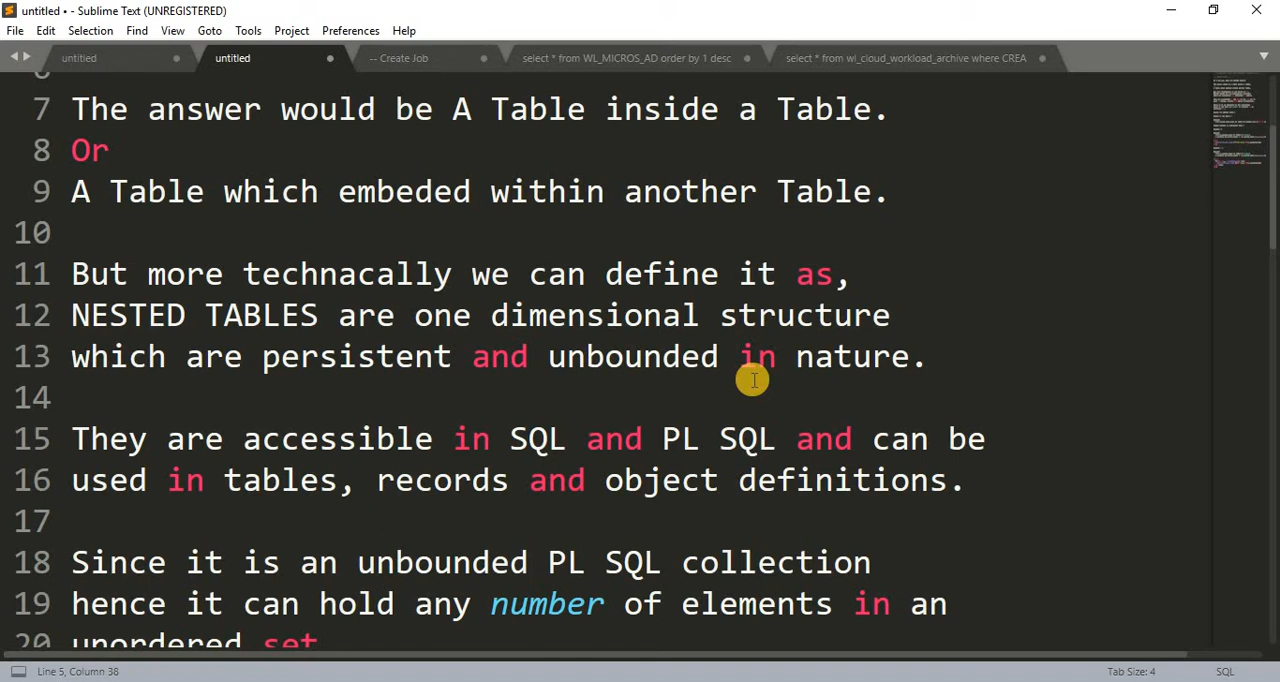 untitled • - Sublime Text (UNREGISTERED)
File Edit Selection Find View Goto Tools Project Preferences Help
untitled untitled -- Create Job select * from WL_MICROS_AD order by 1 desc select * from wl_cloud_workload_archive where CREA
6
7 The answer would be A Table inside a Table.
8 Or
9 A Table which embeded within another Table.
10
11 But more technacally we can define it as,
12 NESTED TABLES are one dimensional structure
13 which are persistent and unbounded in nature.
14
15 They are accessible in SQL and PL SQL and can be
16 used in tables, records and object definitions.
17
18 Since it is an unbounded PL SQL collection
19 hence it can hold any number of elements in an
20 unordered set
Line 5, Column 38 Tab Size: 4 SQL